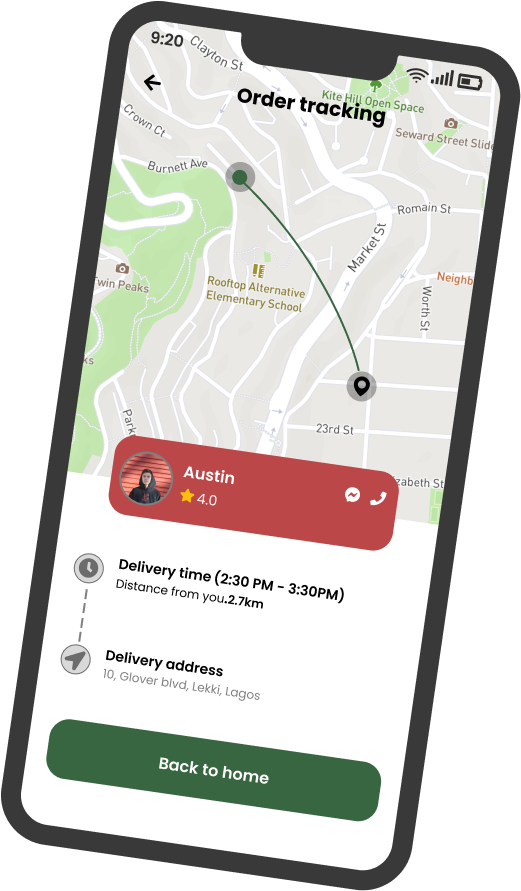 9:20
Clayton St
Order tracking
Kite Hill Open Space
Seward Street Slide
Crown Ct
Burnett Ave
Romain St
Market St
Twin Peaks
Rooftop Alternative
Elementary School
Neighb
Worth St
ks
Park
23rd St
zabeth St
Austin
4.0
Delivery time (2:30 PM - 3:30PM)
Distance from you.2.7km
Delivery address
10, Glover blvd, Lekki, Lagos
Back to home